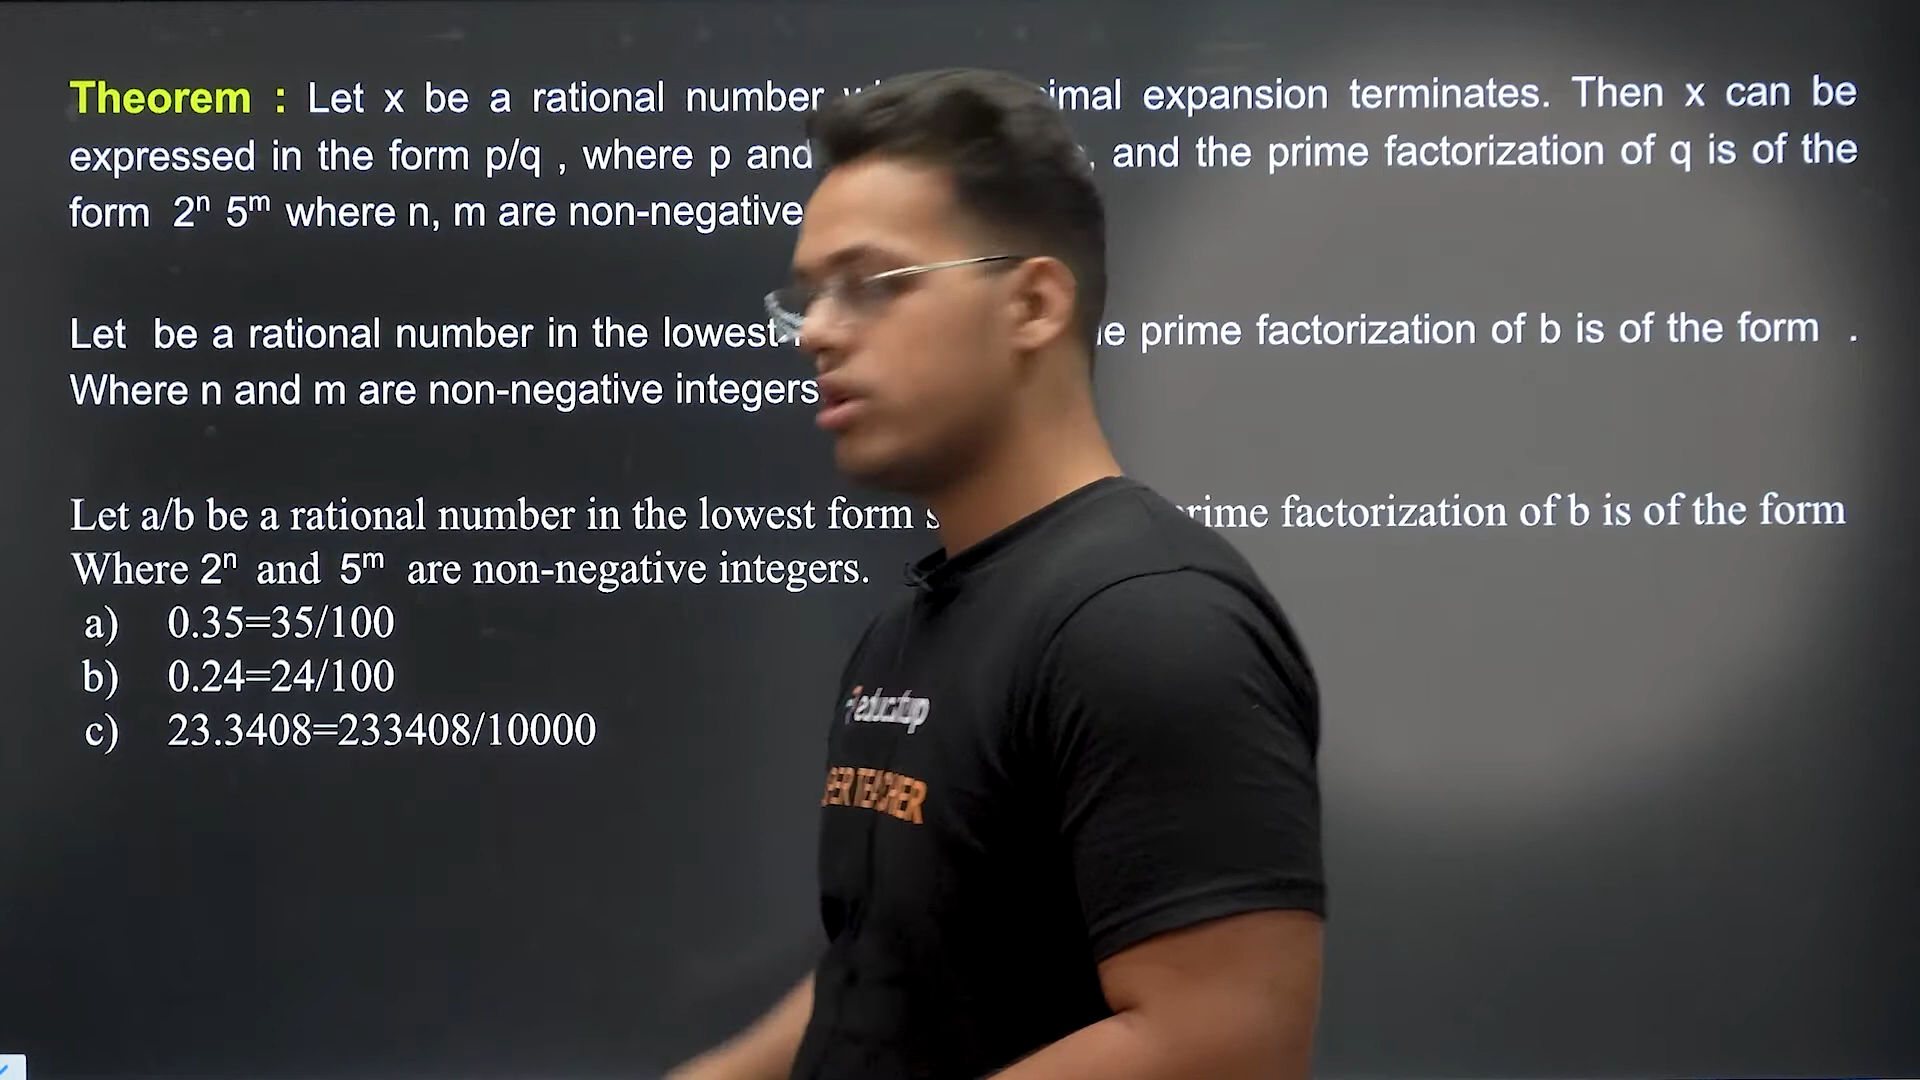 Theorem : Let x be a rational number imal expansion terminates. Then x can be
expressed in the form p/q , where p and , and the prime factorization of q is of the
form 2ⁿ 5ᵐ where n, m are non-negative
Let be a rational number in the lowest prime factorization of b is of the form .
Where n and m are non-negative integers
Let a/b be a rational number in the lowest form rime factorization of b is of the form
Where 2ⁿ and 5ᵐ are non-negative integers.
a) 0.35=35/100
b) 0.24=24/100
c) 23.3408=233408/10000
TEACHER